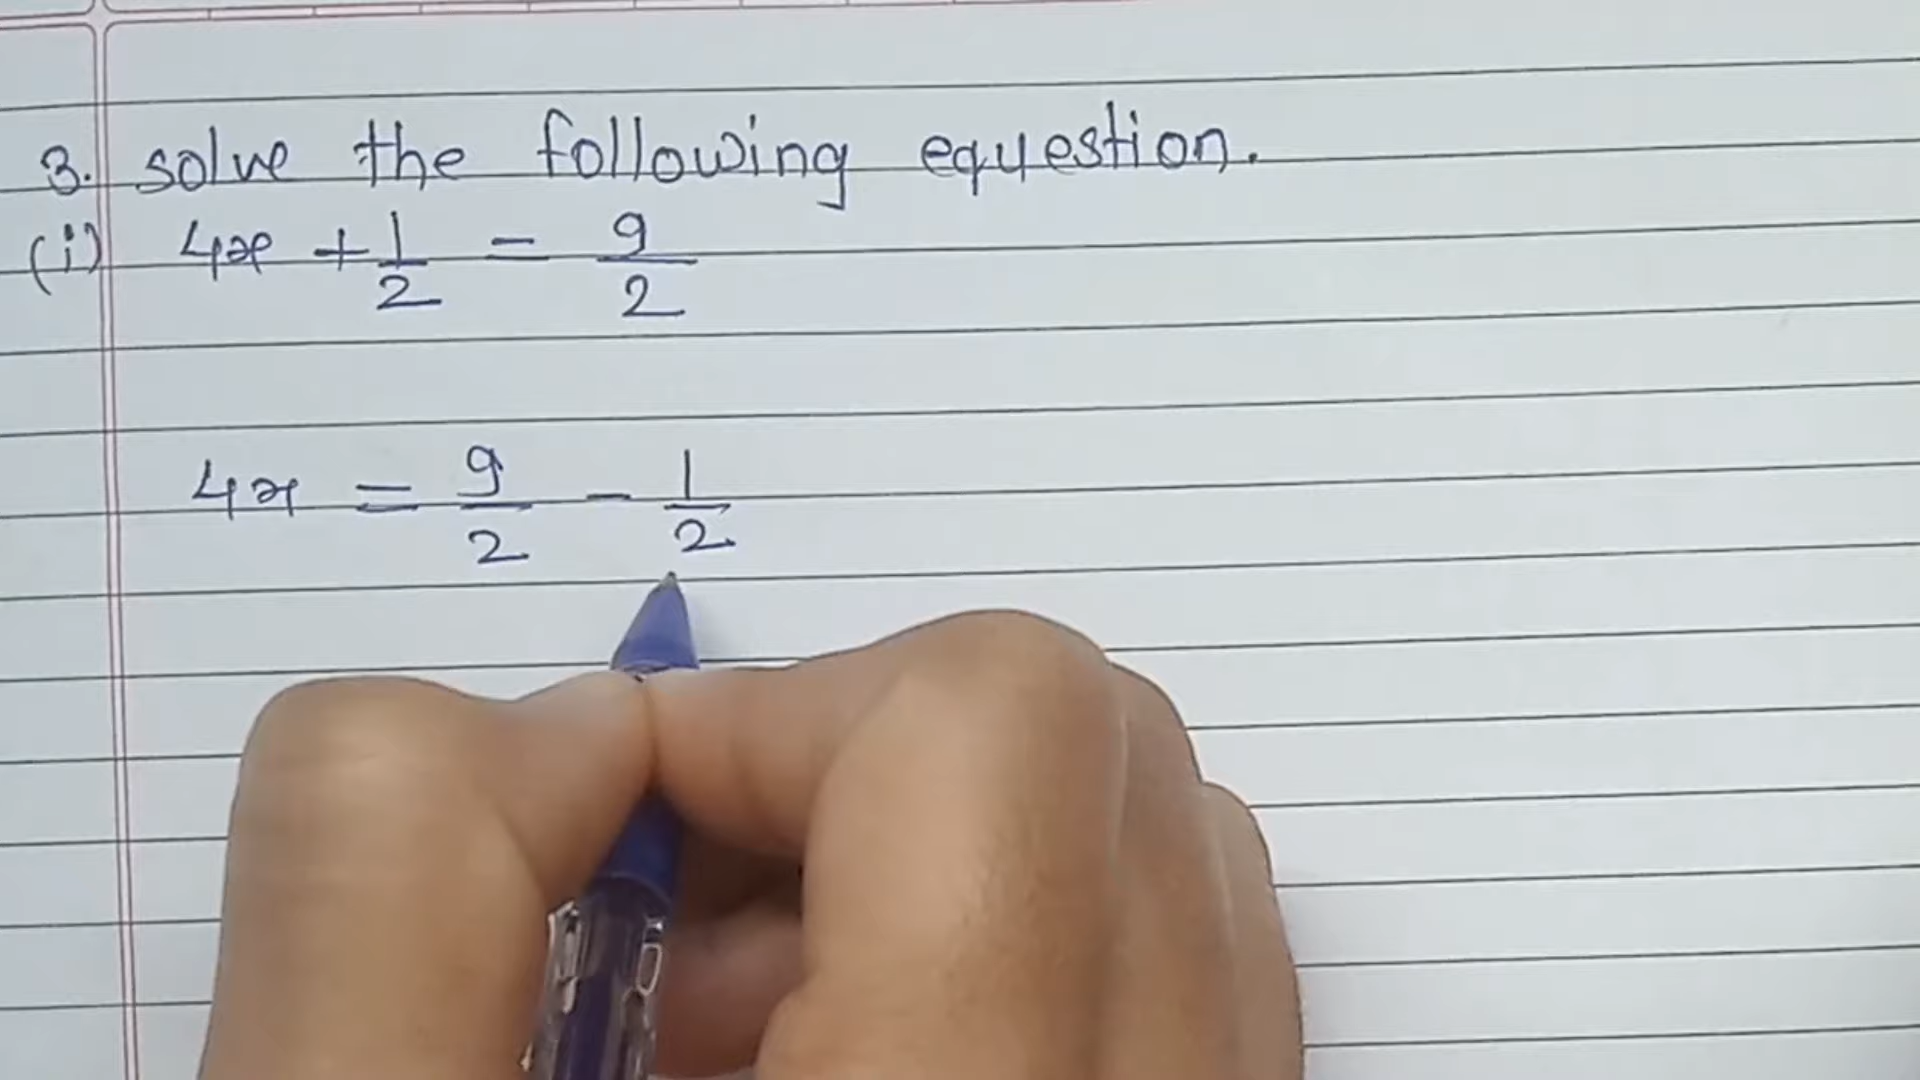 3. solve the following equestion.
(i) 4x + 1/2 = 9/2
4x = 9/2 - 1/2